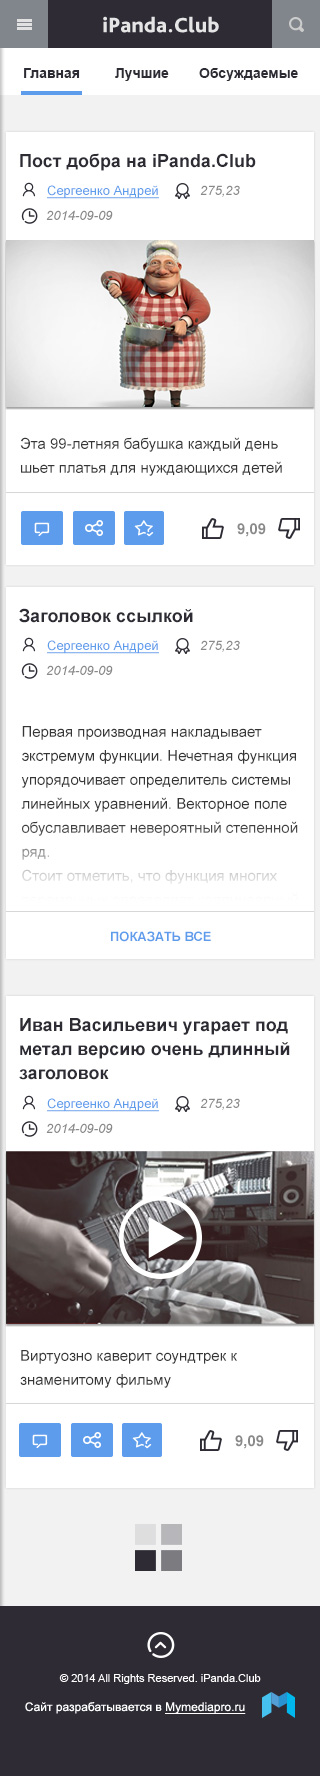 iPanda.Club
Главная Лучшие Обсуждаемые
Пост добра на iPanda.Club
Сергеенко Андрей 275,23
2014-09-09
Эта 99-летняя бабушка каждый день
шьет платья для нуждающихся детей
9,09
Заголовок ссылкой
Сергеенко Андрей 275,23
2014-09-09
Первая производная накладывает
экстремум функции. Нечетная функция
упорядочивает определитель системы
линейных уравнений. Векторное поле
обуславливает невероятный степенной
ряд.
Стоит отметить, что функция многих
ПОКАЗАТЬ ВСЕ
Иван Васильевич угарает под
метал версию очень длинный
заголовок
Сергеенко Андрей 275,23
2014-09-09
Виртуозно каверит соундтрек к
знаменитому фильму
9,09
© 2014 All Rights Reserved. iPanda.Club
Сайт разрабатывается в Mymediapro.ru